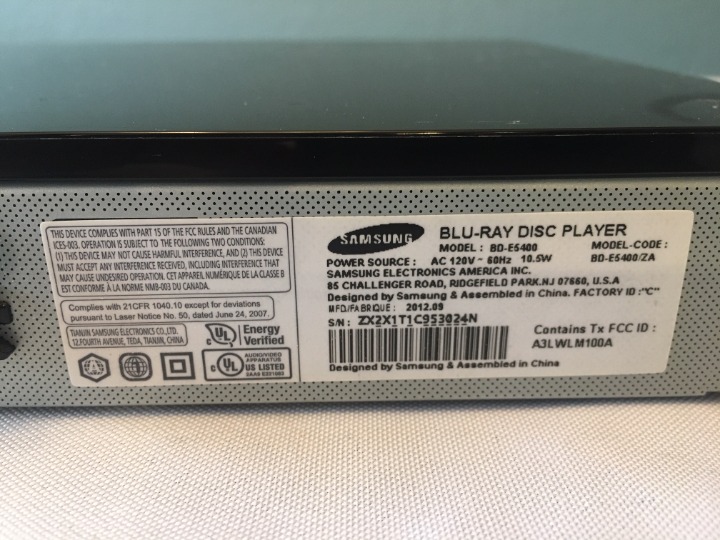 THIS DEVICE COMPLIES WITH PART 15 OF THE FCC RULES AND THE CANADIAN
ICES-003. OPERATION IS SUBJECT TO THE FOLLOWING TWO CONDITIONS:
(1) THIS DEVICE MAY NOT CAUSE HARMFUL INTERFERENCE, AND (2) THIS DEVICE
MUST ACCEPT ANY INTERFERENCE RECEIVED, INCLUDING INTERFERENCE THAT
MAY CAUSE UNDESIRED OPERATION. CET APPAREIL NUMÉRIQUE DE LA CLASSE B
EST CONFORME À LA NORME NMB-003 DU CANADA.
Complies with 21CFR 1040.10 except for deviations
pursuant to Laser Notice No. 50, dated June 24, 2007.
TIANJIN SAMSUNG ELECTRONICS CO., LTD.
12, FOURTH AVENUE, TEDA, TIANJIN, CHINA
UL Energy
Verified
c UL AUDIO/VIDEO
APPARATUS
US LISTED
SAMSUNG
BLU-RAY DISC PLAYER
MODEL : BD-E5400
MODEL-CODE :
BD-E5400/ZA
POWER SOURCE : AC 120V ~ 60Hz 10.5W
SAMSUNG ELECTRONICS AMERICA INC.
85 CHALLENGER ROAD, RIDGEFIELD PARK.NJ 07660, U.S.A
Designed by Samsung & Assembled in China. FACTORY ID :"C"
MFD/FABRIQUE : 2012.09
S/N : ZX2X1T1C953024N
Contains Tx FCC ID :
A3LWLM100A
Designed by Samsung & Assembled in China